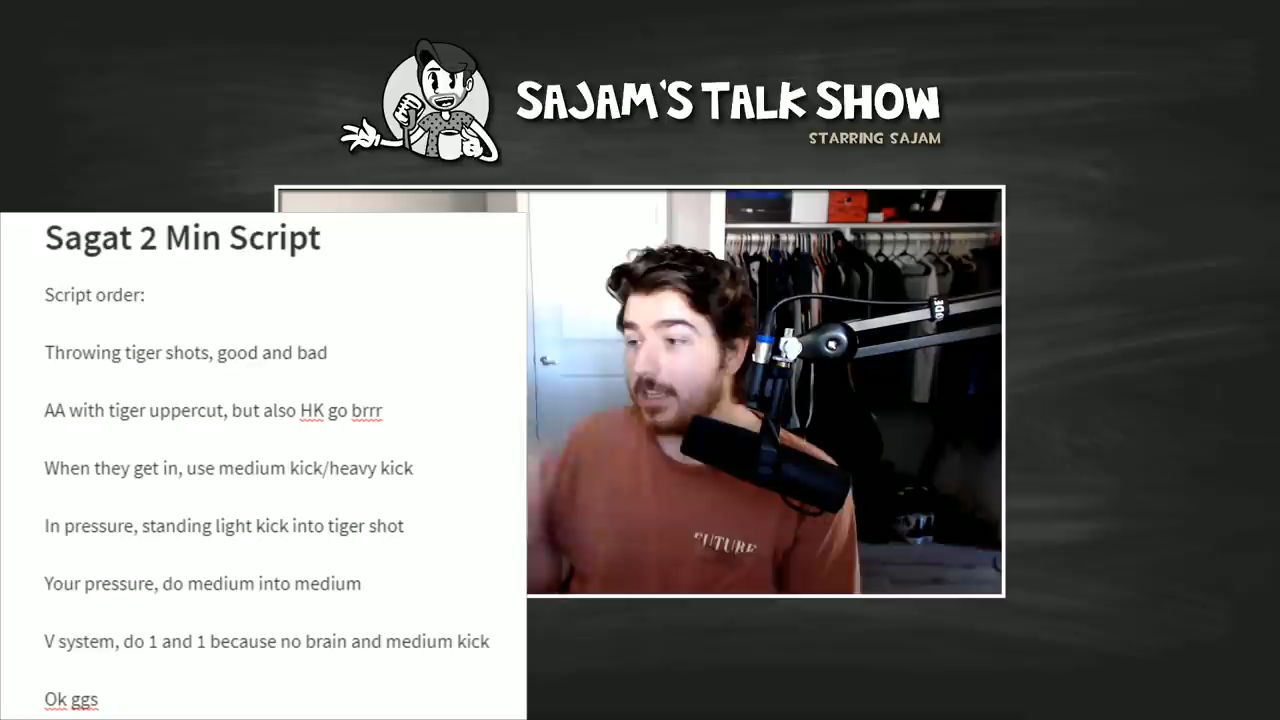 SAJAM'S TALK SHOW
STARRING SAJAM
Sagat 2 Min Script
Script order:
Throwing tiger shots, good and bad
AA with tiger uppercut, but also HK go brrr
When they get in, use medium kick/heavy kick
In pressure, standing light kick into tiger shot
Your pressure, do medium into medium
V system, do 1 and 1 because no brain and medium kick
Ok ggs
FUTURE